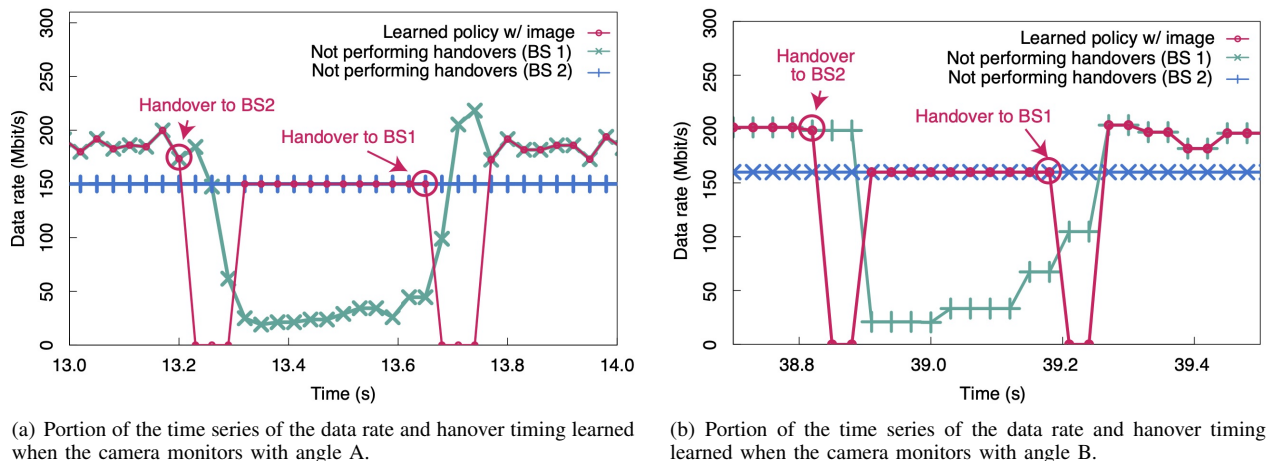 300
250
200
150
100
50
0
Data rate (Mbit/s)
Learned policy w/ image
Not performing handovers (BS 1)
Not performing handovers (BS 2)
Handover to BS2
Handover to BS1
13.0 13.2 13.4 13.6 13.8 14.0
Time (s)
(a) Portion of the time series of the data rate and hanover timing learned
when the camera monitors with angle A.
300
250
200
150
100
50
0
Data rate (Mbit/s)
Learned policy w/ image
Not performing handovers (BS 1)
Not performing handovers (BS 2)
Handover
to BS2
Handover to BS1
38.8 39.0 39.2 39.4
Time (s)
(b) Portion of the time series of the data rate and hanover timing
learned when the camera monitors with angle B.